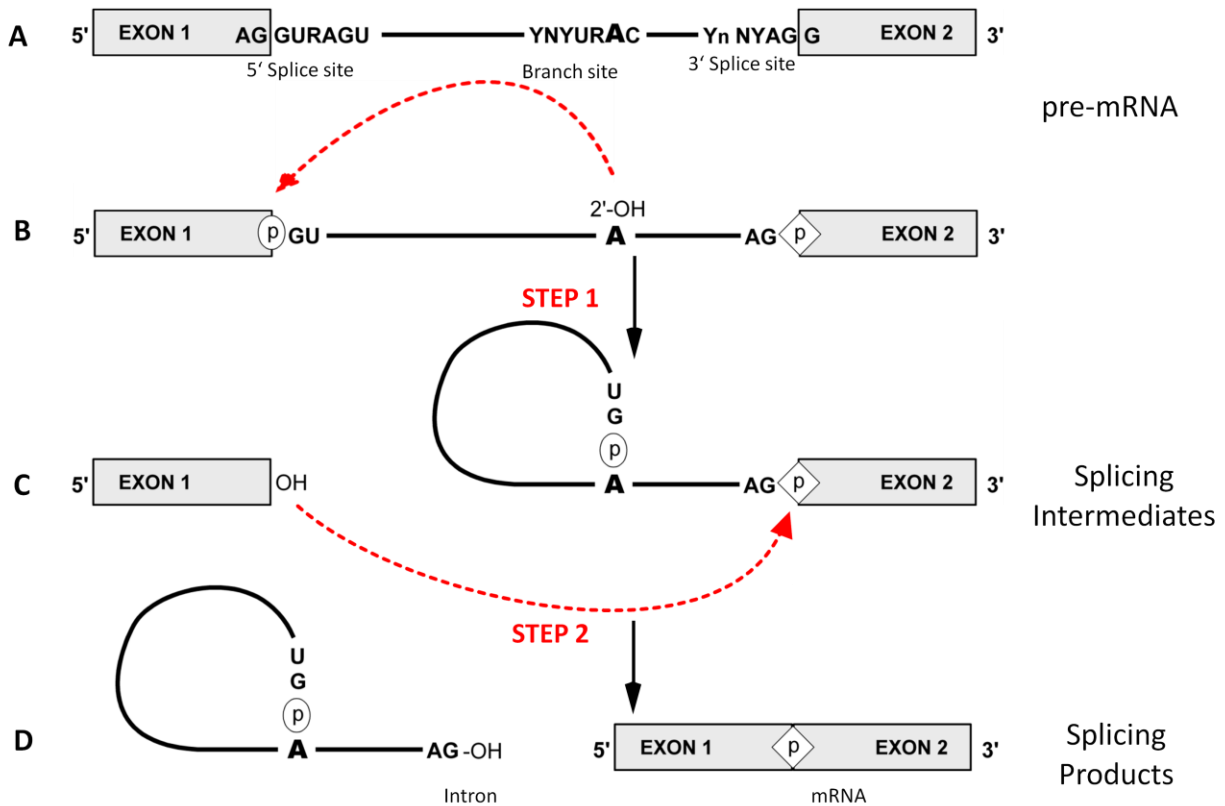 A 5' EXON 1 AG GURAGU YNYURAC Yn NYAG G EXON 2 3'
5' Splice site Branch site 3' Splice site
pre-mRNA
2'-OH
B 5' EXON 1 p GU A AG p EXON 2 3'
STEP 1
U
G
p
C 5' EXON 1 OH A AG p EXON 2 3'
Splicing
Intermediates
STEP 2
U
G
p
D A AG -OH 5' EXON 1 p EXON 2 3'
Splicing
Products
Intron mRNA